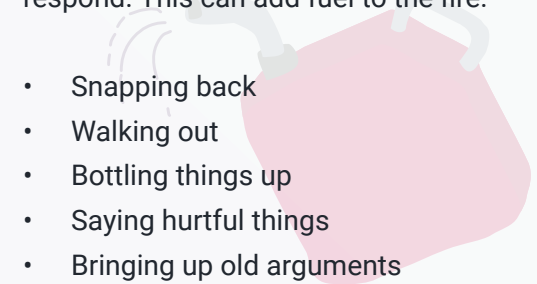 respond. This can add fuel to the fire.
• Snapping back
• Walking out
• Bottling things up
• Saying hurtful things
• Bringing up old arguments